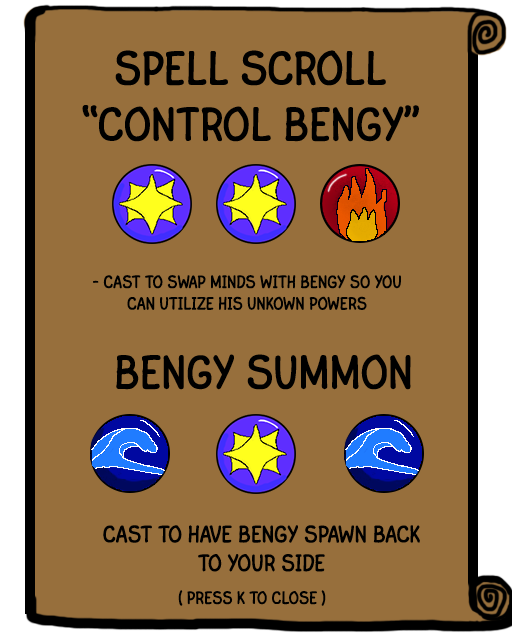 SPELL SCROLL
“CONTROL BENGY”
- CAST TO SWAP MINDS WITH BENGY SO YOU
CAN UTILIZE HIS UNKOWN POWERS
BENGY SUMMON
CAST TO HAVE BENGY SPAWN BACK
TO YOUR SIDE
( PRESS K TO CLOSE )